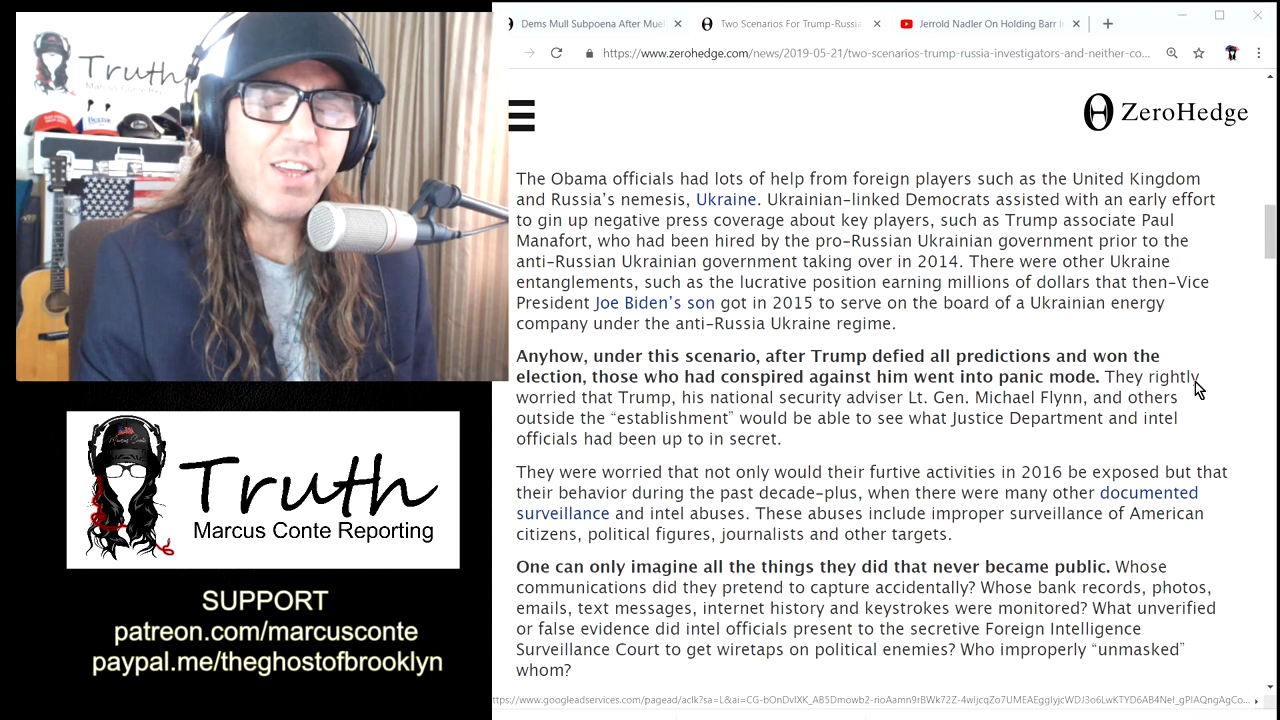 Truth
Marcus Conte Reporting
SUPPORT
patreon.com/marcusconte
paypal.me/theghostofbrooklyn
Dems Mull Subpoena After Muel
Two Scenarios For Trump-Russia
Jerrold Nadler On Holding Barr
https://www.zerohedge.com/news/2019-05-21/two-scenarios-trump-russia-investigators-and-neither-co...
ZeroHedge
The Obama officials had lots of help from foreign players such as the United Kingdom
and Russia's nemesis, Ukraine. Ukrainian-linked Democrats assisted with an early effort
to gin up negative press coverage about key players, such as Trump associate Paul
Manafort, who had been hired by the pro-Russian Ukrainian government prior to the
anti-Russian Ukrainian government taking over in 2014. There were other Ukraine
entanglements, such as the lucrative position earning millions of dollars that then-Vice
President Joe Biden's son got in 2015 to serve on the board of a Ukrainian energy
company under the anti-Russia Ukraine regime.
Anyhow, under this scenario, after Trump defied all predictions and won the
election, those who had conspired against him went into panic mode. They rightly
worried that Trump, his national security adviser Lt. Gen. Michael Flynn, and others
outside the “establishment” would be able to see what Justice Department and intel
officials had been up to in secret.
They were worried that not only would their furtive activities in 2016 be exposed but that
their behavior during the past decade-plus, when there were many other documented
surveillance and intel abuses. These abuses include improper surveillance of American
citizens, political figures, journalists and other targets.
One can only imagine all the things they did that never became public. Whose
communications did they pretend to capture accidentally? Whose bank records, photos,
emails, text messages, internet history and keystrokes were monitored? What unverified
or false evidence did intel officials present to the secretive Foreign Intelligence
Surveillance Court to get wiretaps on political enemies? Who improperly “unmasked”
whom?
Truth